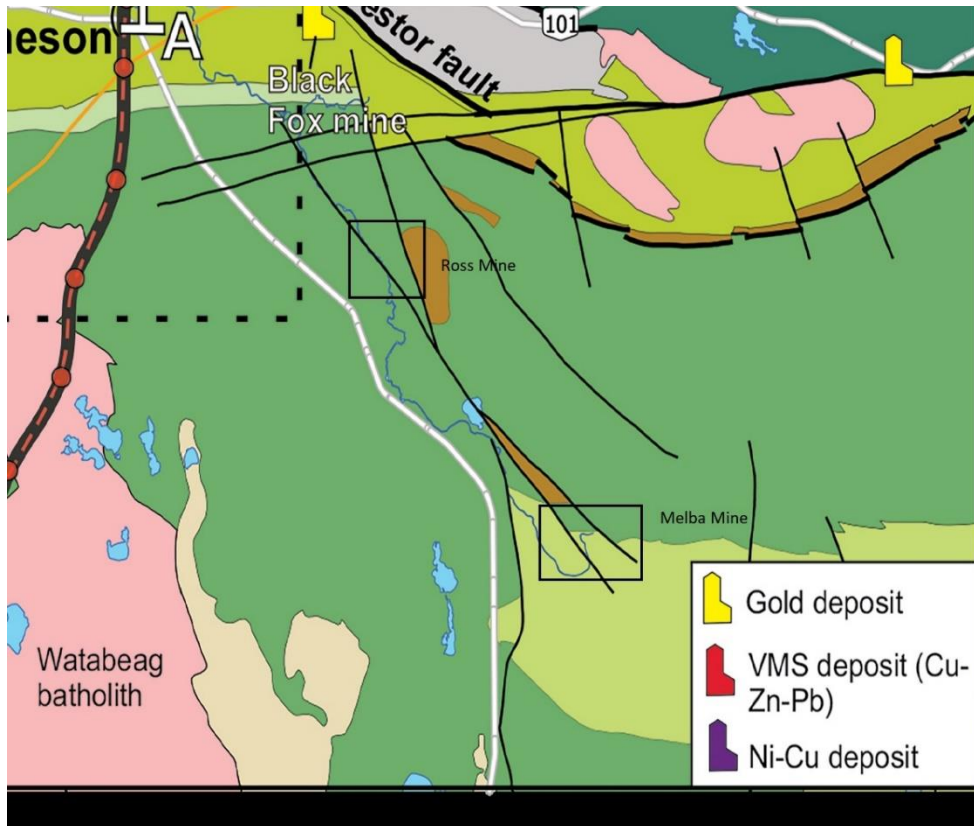 neson
A
estor fault
101
Black
Fox mine
Ross Mine
Melba Mine
Watabeag
batholith
Gold deposit
VMS deposit (Cu-
Zn-Pb)
Ni-Cu deposit